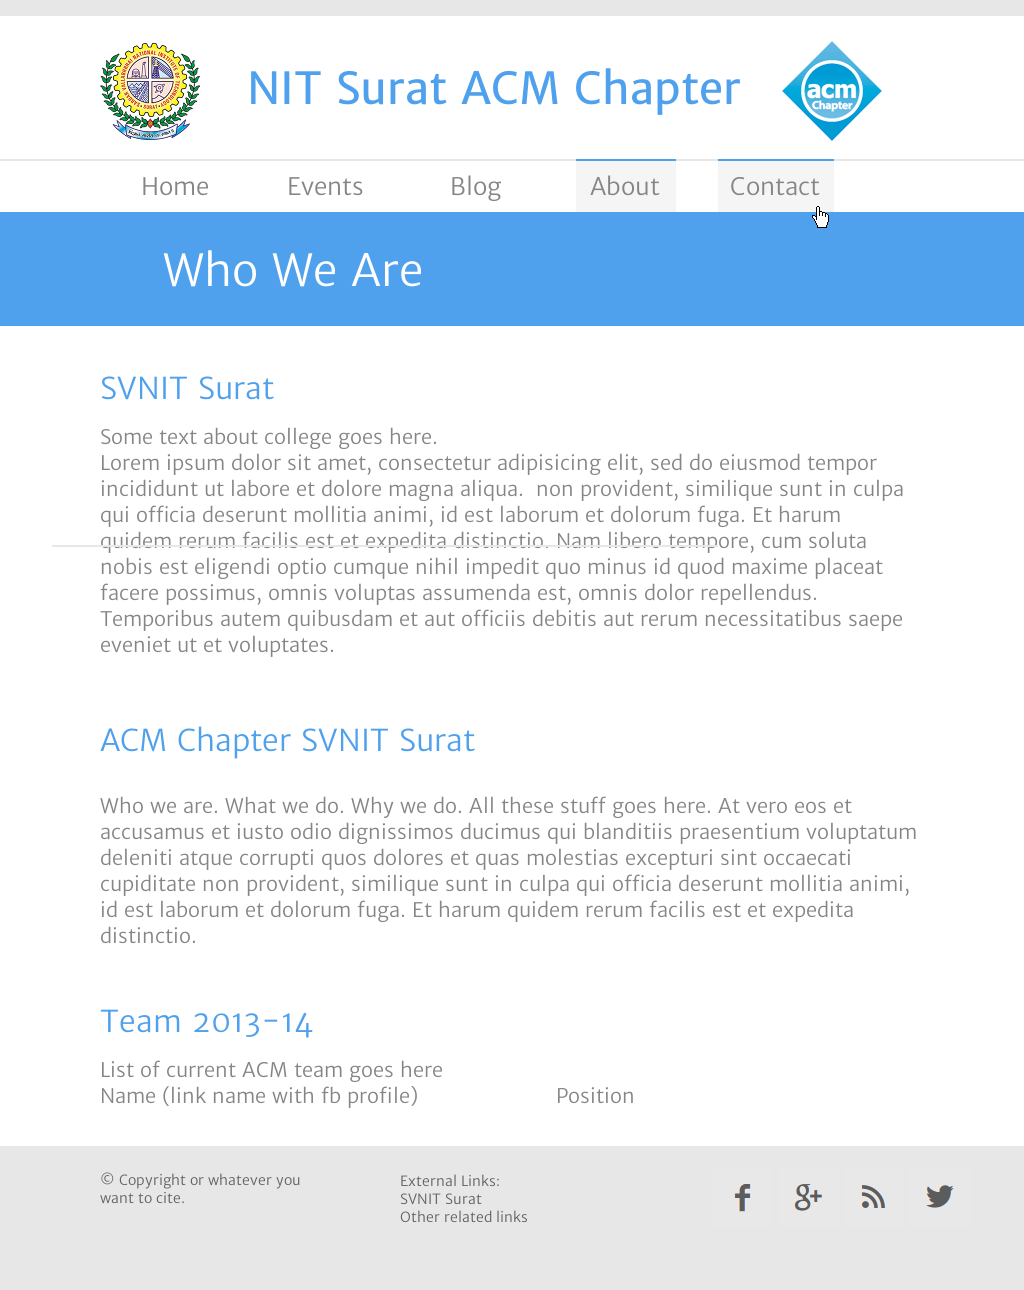 NIT Surat ACM Chapter
acm
Chapter
Home Events Blog About Contact
Who We Are
SVNIT Surat
Some text about college goes here.
Lorem ipsum dolor sit amet, consectetur adipisicing elit, sed do eiusmod tempor
incididunt ut labore et dolore magna aliqua.  non provident, similique sunt in culpa
qui officia deserunt mollitia animi, id est laborum et dolorum fuga. Et harum
quidem rerum facilis est et expedita distinctio. Nam libero tempore, cum soluta
nobis est eligendi optio cumque nihil impedit quo minus id quod maxime placeat
facere possimus, omnis voluptas assumenda est, omnis dolor repellendus.
Temporibus autem quibusdam et aut officiis debitis aut rerum necessitatibus saepe
eveniet ut et voluptates.
ACM Chapter SVNIT Surat
Who we are. What we do. Why we do. All these stuff goes here. At vero eos et
accusamus et iusto odio dignissimos ducimus qui blanditiis praesentium voluptatum
deleniti atque corrupti quos dolores et quas molestias excepturi sint occaecati
cupiditate non provident, similique sunt in culpa qui officia deserunt mollitia animi,
id est laborum et dolorum fuga. Et harum quidem rerum facilis est et expedita
distinctio.
Team 2013-14
List of current ACM team goes here
Name (link name with fb profile) Position
© Copyright or whatever you
want to cite.
External Links:
SVNIT Surat
Other related links
f g+